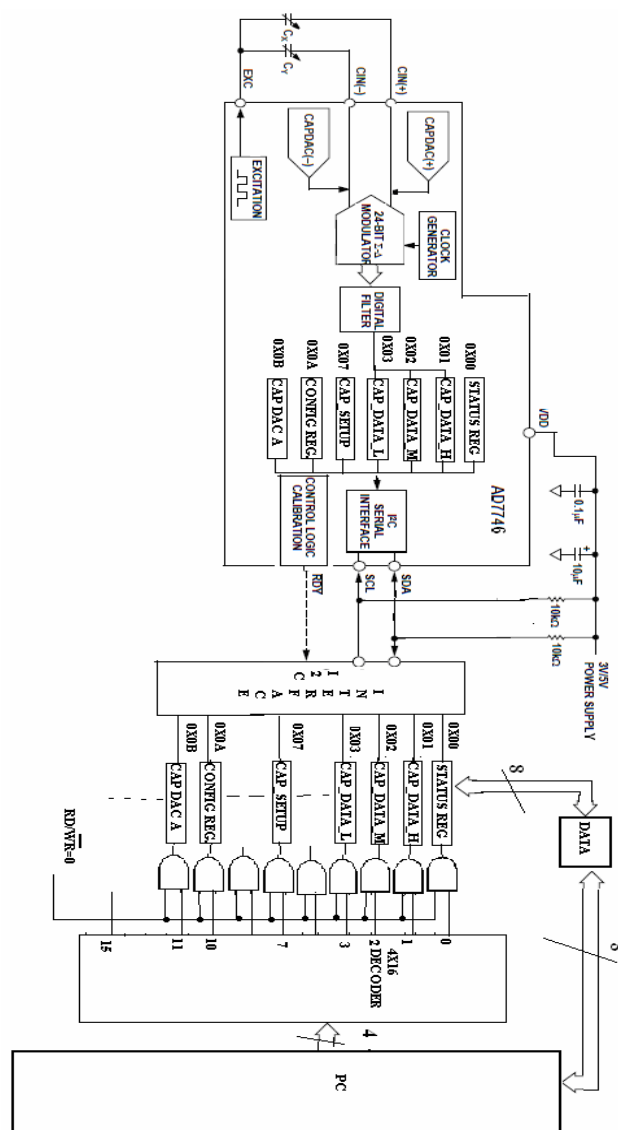 3V/5V
POWER SUPPLY
10kΩ
10kΩ
10µF
+
0.1µF
VDD
AD7746
CLOCK
GENERATOR
CAPDAC(+)
CIN(+)
CIN(–)
CX
CY
EXC
CAPDAC(–)
EXCITATION
24-BIT Σ-Δ
MODULATOR
DIGITAL
FILTER
0X00
0X01
0X02
0X03
0X07
0X0A
0X0B
STATUS REG
CAP_DATA_H
CAP_DATA_M
CAP_DATA_L
CAP_SETUP
CONFIG REG.
CAP DAC A
I²C
SERIAL
INTERFACE
CONTROL LOGIC
CALIBRATION
SDA
SCL
RDY
I2C
INTERFACE
0X00
0X01
0X02
0X03
0X07
0X0A
0X0B
STATUS REG
CAP_DATA_H
CAP_DATA_M
CAP_DATA_L
CAP_SETUP
CONFIG REG.
CAP DAC A
8
DATA
8
RD/WR=0
0
1
2
3
7
10
11
15
4X16
DECODER
4
PC